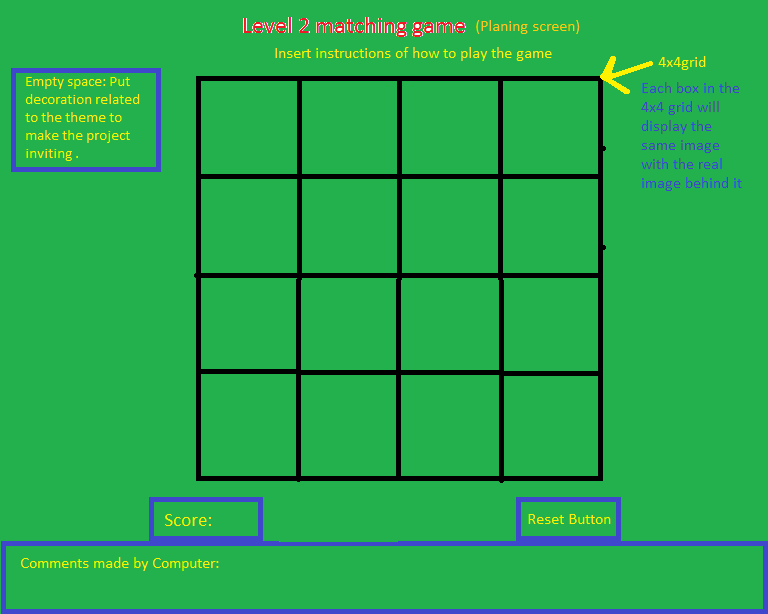 Level 2 matching game (Planing screen)
Insert instructions of how to play the game
4x4grid
Empty space: Put
decoration related
to the theme to
make the project
inviting .
Each box in the
4x4 grid will
display the
same image
with the real
image behind it
Score:
Reset Button
Comments made by Computer: